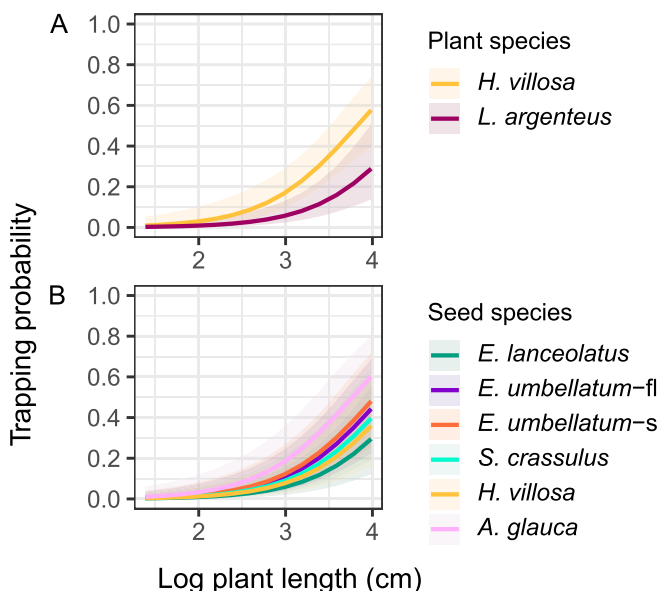 A
1.0
0.8
0.6
0.4
0.2
0.0
2
3
4
Plant species
H. villosa
L. argenteus
Trapping probability
B
1.0
0.8
0.6
0.4
0.2
0.0
2
3
4
Seed species
E. lanceolatus
E. umbellatum−fl
E. umbellatum−s
S. crassulus
H. villosa
A. glauca
Log plant length (cm)